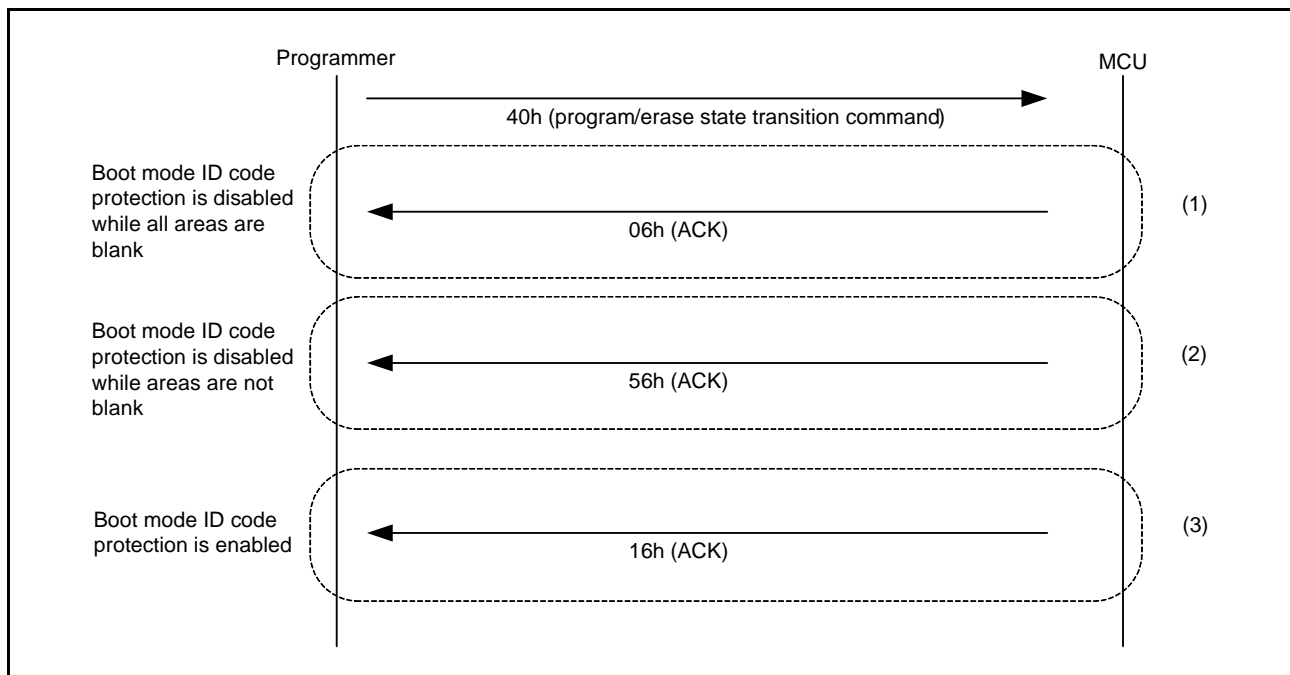 Programmer
MCU
40h (program/erase state transition command)
Boot mode ID code
protection is disabled
while all areas are
blank
06h (ACK)
(1)
Boot mode ID code
protection is disabled
while areas are not
blank
56h (ACK)
(2)
Boot mode ID code
protection is enabled
16h (ACK)
(3)